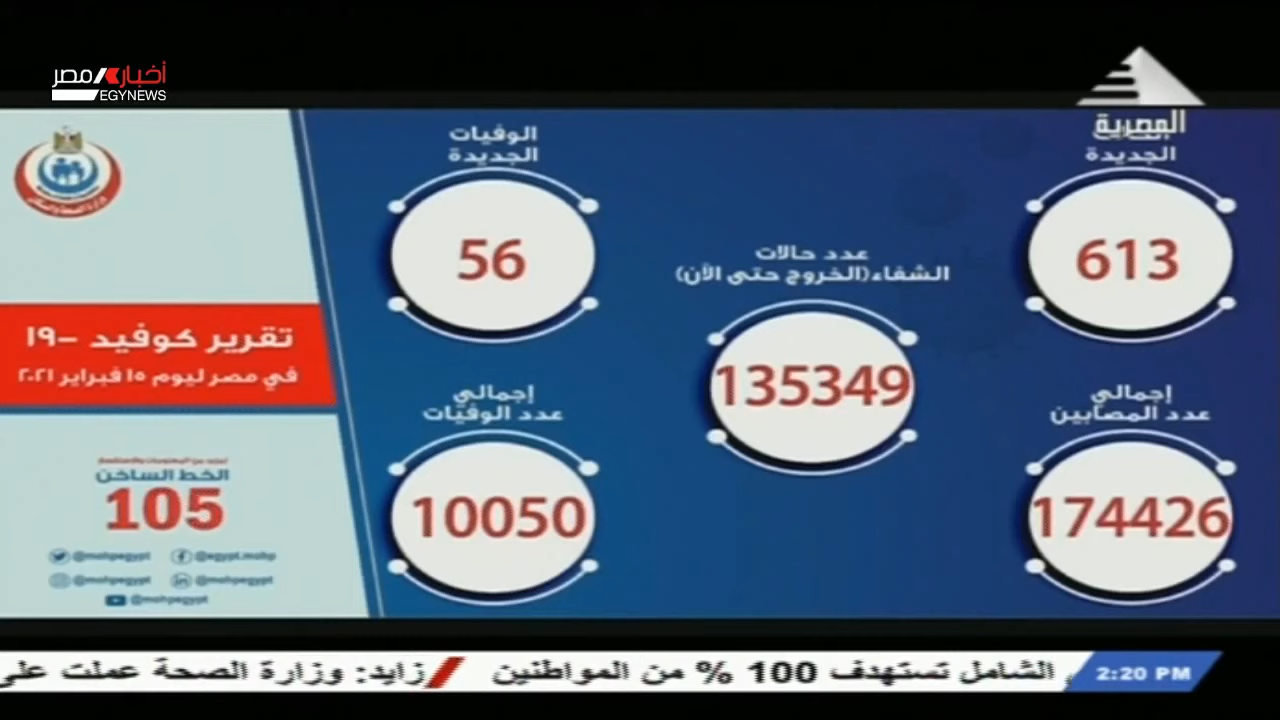 أخبار مصر
EGYNEWS
المصرية
الجديدة
613
الوفيات
الجديدة
56
عدد حالات
الشفاء(الخروج حتى الآن)
135349
إجمالي
عدد المصابين
174426
إجمالي
عدد الوفيات
10050
تقرير كوفيد -١٩
في مصر ليوم ١٥ فبراير ٢٠٢١
الخط الساخن
105
@mohpegypt @egypt.mohp
@mohpegypt @mohpegypt
@mohpegypt
2:20 PM
الشامل تستهدف 100 % من المواطنين زايد: وزارة الصحة عملت على